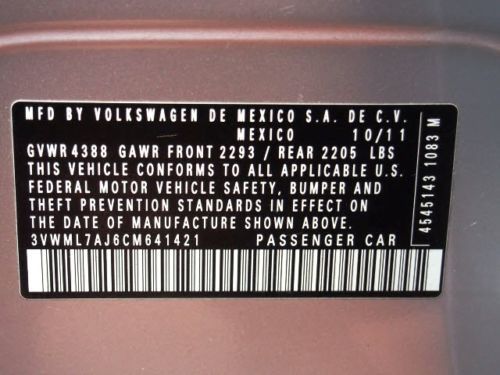 MFD BY VOLKSWAGEN DE MEXICO S.A. DE C.V.
MEXICO 10/11
GVWR 4388 GAWR FRONT 2293 / REAR 2205 LBS
THIS VEHICLE CONFORMS TO ALL APPLICABLE U.S.
FEDERAL MOTOR VEHICLE SAFETY, BUMPER AND
THEFT PREVENTION STANDARDS IN EFFECT ON
THE DATE OF MANUFACTURE SHOWN ABOVE.
3VWML7AJ6CM641421 PASSENGER CAR
4545143 1083 M